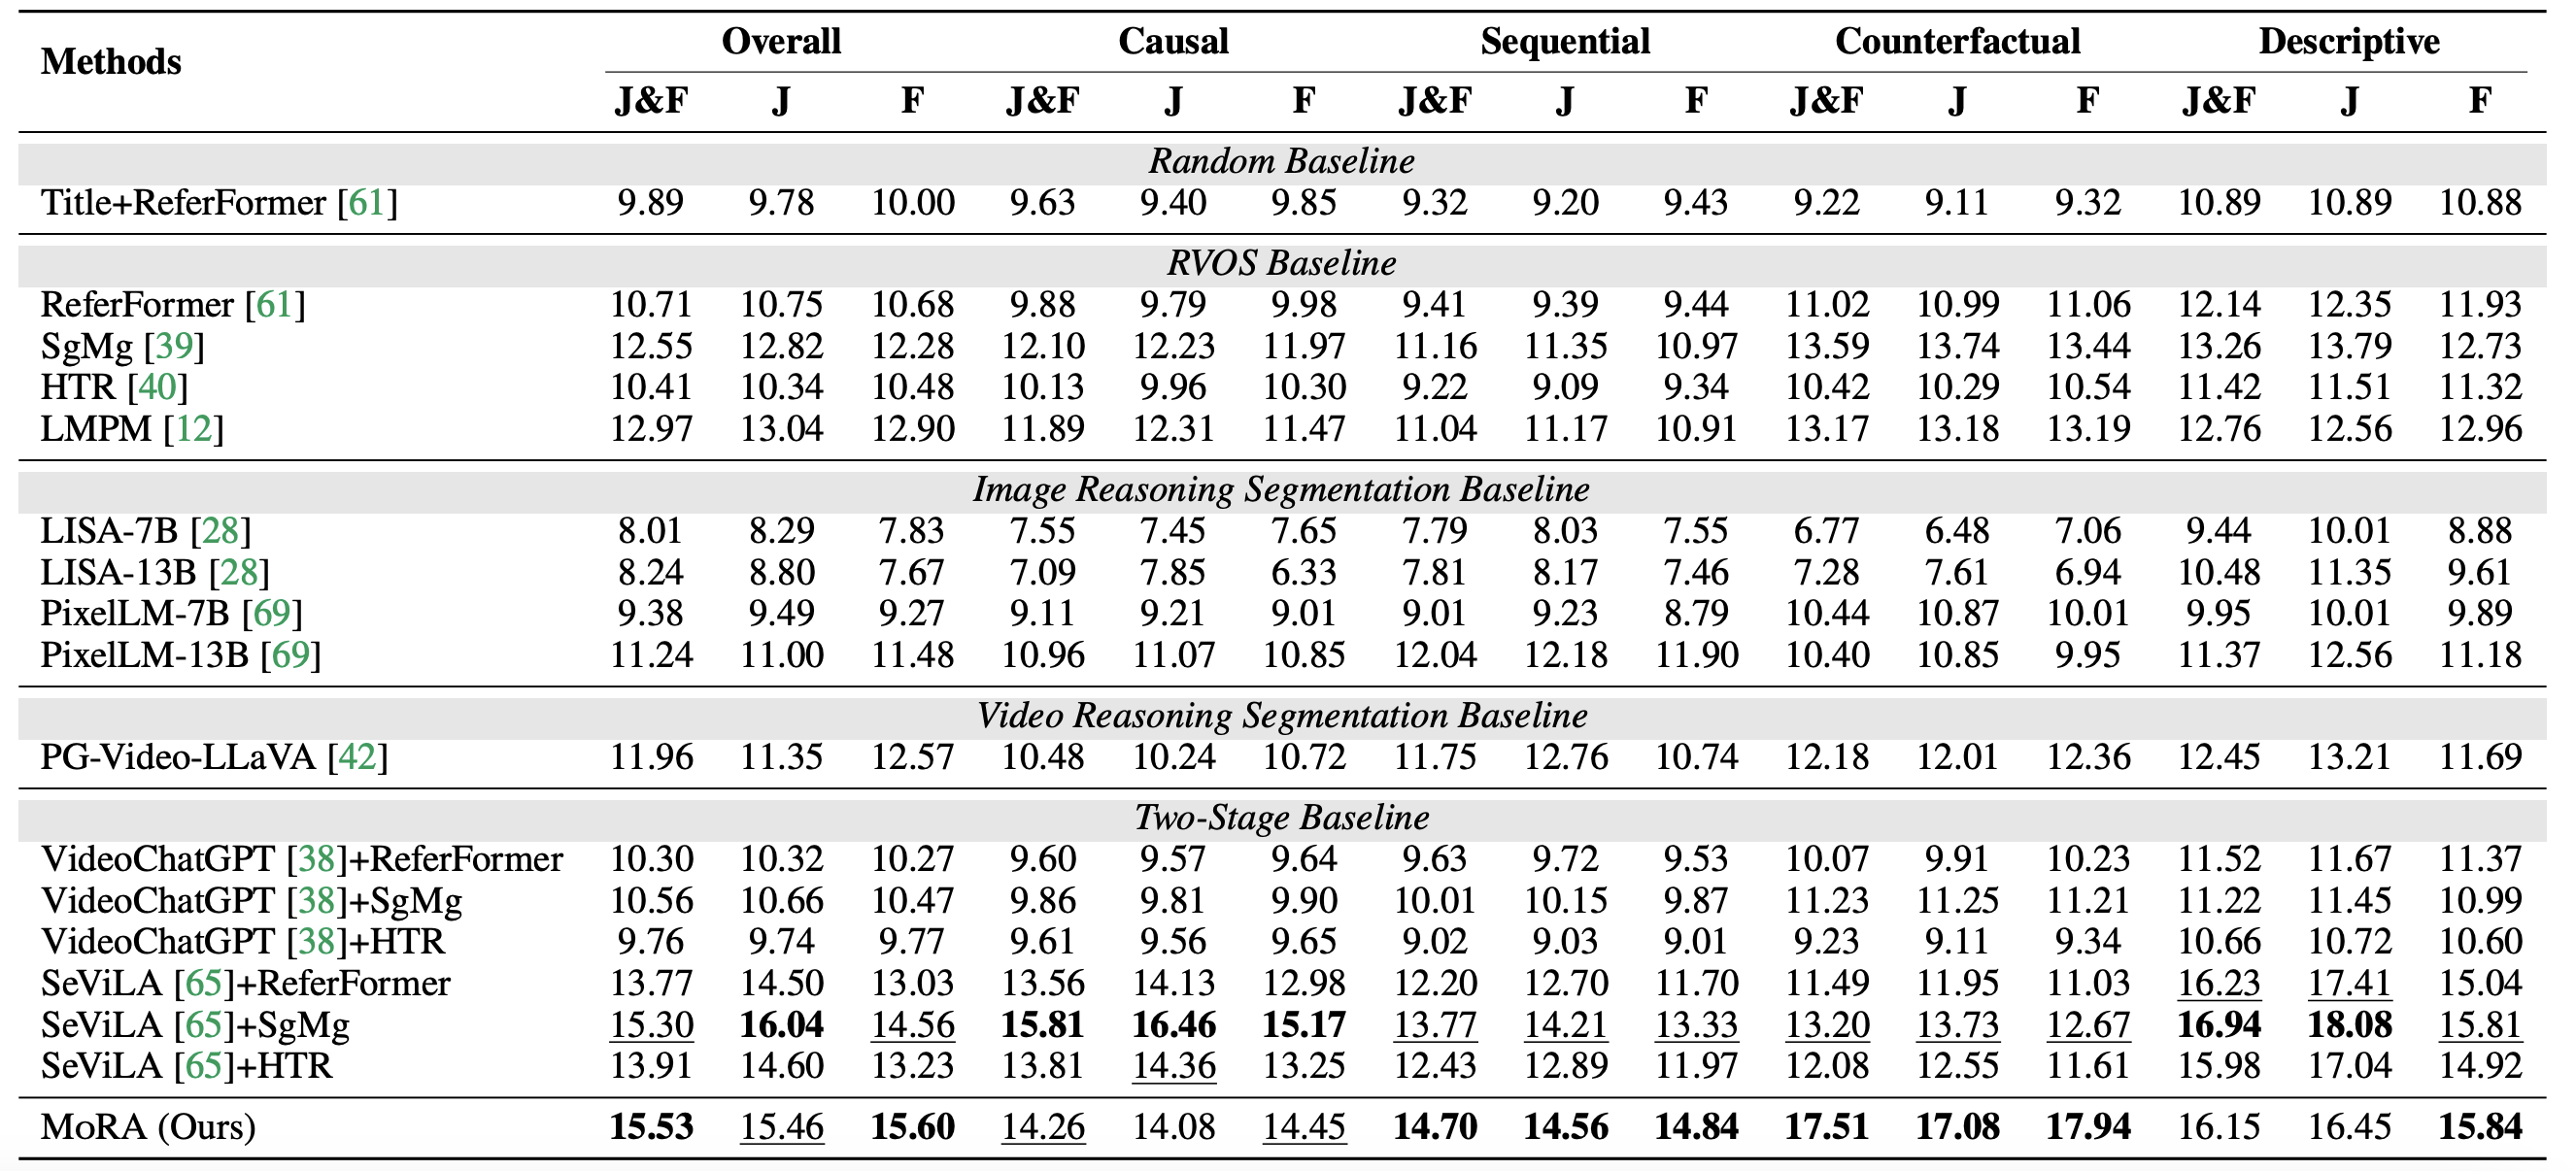 Methods Overall Causal Sequential Counterfactual Descriptive
J&F J F J&F J F J&F J F J&F J F J&F J F
Random Baseline
Title+ReferFormer [61] 9.89 9.78 10.00 9.63 9.40 9.85 9.32 9.20 9.43 9.22 9.11 9.32 10.89 10.89 10.88
RVOS Baseline
ReferFormer [61] 10.71 10.75 10.68 9.88 9.79 9.98 9.41 9.39 9.44 11.02 10.99 11.06 12.14 12.35 11.93
SgMg [39] 12.55 12.82 12.28 12.10 12.23 11.97 11.16 11.35 10.97 13.59 13.74 13.44 13.26 13.79 12.73
HTR [40] 10.41 10.34 10.48 10.13 9.96 10.30 9.22 9.09 9.34 10.42 10.29 10.54 11.42 11.51 11.32
LMPM [12] 12.97 13.04 12.90 11.89 12.31 11.47 11.04 11.17 10.91 13.17 13.18 13.19 12.76 12.56 12.96
Image Reasoning Segmentation Baseline
LISA-7B [28] 8.01 8.29 7.83 7.55 7.45 7.65 7.79 8.03 7.55 6.77 6.48 7.06 9.44 10.01 8.88
LISA-13B [28] 8.24 8.80 7.67 7.09 7.85 6.33 7.81 8.17 7.46 7.28 7.61 6.94 10.48 11.35 9.61
PixelLM-7B [69] 9.38 9.49 9.27 9.11 9.21 9.01 9.01 9.23 8.79 10.44 10.87 10.01 9.95 10.01 9.89
PixelLM-13B [69] 11.24 11.00 11.48 10.96 11.07 10.85 12.04 12.18 11.90 10.40 10.85 9.95 11.37 12.56 11.18
Video Reasoning Segmentation Baseline
PG-Video-LLaVA [42] 11.96 11.35 12.57 10.48 10.24 10.72 11.75 12.76 10.74 12.18 12.01 12.36 12.45 13.21 11.69
Two-Stage Baseline
VideoChatGPT [38]+ReferFormer 10.30 10.32 10.27 9.60 9.57 9.64 9.63 9.72 9.53 10.07 9.91 10.23 11.52 11.67 11.37
VideoChatGPT [38]+SgMg 10.56 10.66 10.47 9.86 9.81 9.90 10.01 10.15 9.87 11.23 11.25 11.21 11.22 11.45 10.99
VideoChatGPT [38]+HTR 9.76 9.74 9.77 9.61 9.56 9.65 9.02 9.03 9.01 9.23 9.11 9.34 10.66 10.72 10.60
SeViLA [65]+ReferFormer 13.77 14.50 13.03 13.56 14.13 12.98 12.20 12.70 11.70 11.49 11.95 11.03 16.23 17.41 15.04
SeViLA [65]+SgMg 15.30 16.04 14.56 15.81 16.46 15.17 13.77 14.21 13.33 13.20 13.73 12.67 16.94 18.08 15.81
SeViLA [65]+HTR 13.91 14.60 13.23 13.81 14.36 13.25 12.43 12.89 11.97 12.08 12.55 11.61 15.98 17.04 14.92
MoRA (Ours) 15.53 15.46 15.60 14.26 14.08 14.45 14.70 14.56 14.84 17.51 17.08 17.94 16.15 16.45 15.84